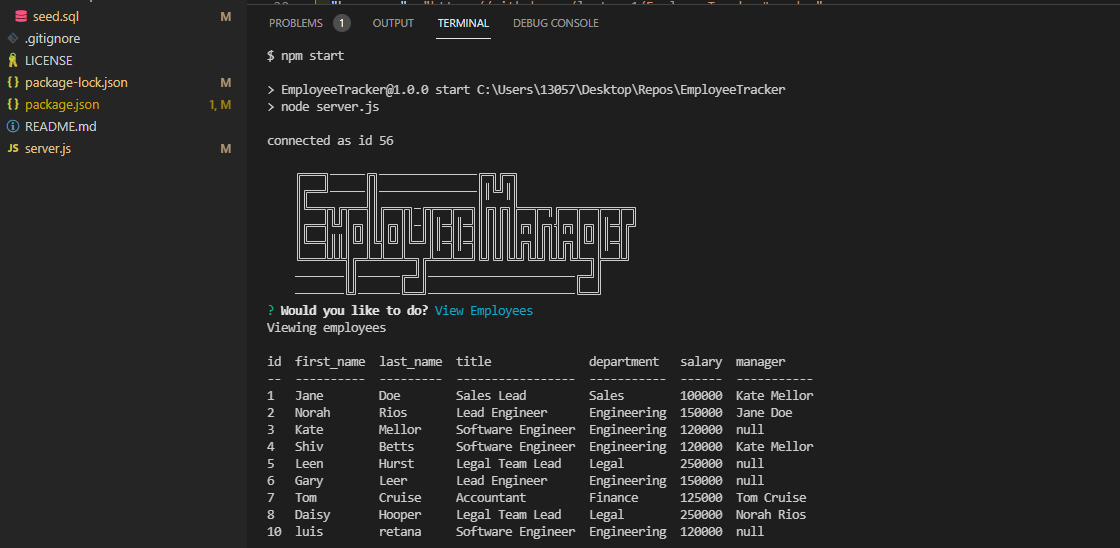 seed.sql M
.gitignore
LICENSE
package-lock.json M
package.json 1, M
README.md
JS server.js M
PROBLEMS 1 OUTPUT TERMINAL DEBUG CONSOLE
$ npm start
> EmployeeTracker@1.0.0 start C:\Users\13057\Desktop\Repos\EmployeeTracker
> node server.js
connected as id 56
Employee Manager
? Would you like to do? View Employees
Viewing employees
id first_name last_name title department salary manager
-- ---------- --------- ----------------- ----------- ------ -----------
1 Jane Doe Sales Lead Sales 100000 Kate Mellor
2 Norah Rios Lead Engineer Engineering 150000 Jane Doe
3 Kate Mellor Software Engineer Engineering 120000 null
4 Shiv Betts Software Engineer Engineering 120000 Kate Mellor
5 Leen Hurst Legal Team Lead Legal 250000 null
6 Gary Leer Lead Engineer Engineering 150000 null
7 Tom Cruise Accountant Finance 125000 Tom Cruise
8 Daisy Hooper Legal Team Lead Legal 250000 Norah Rios
10 luis retana Software Engineer Engineering 120000 null